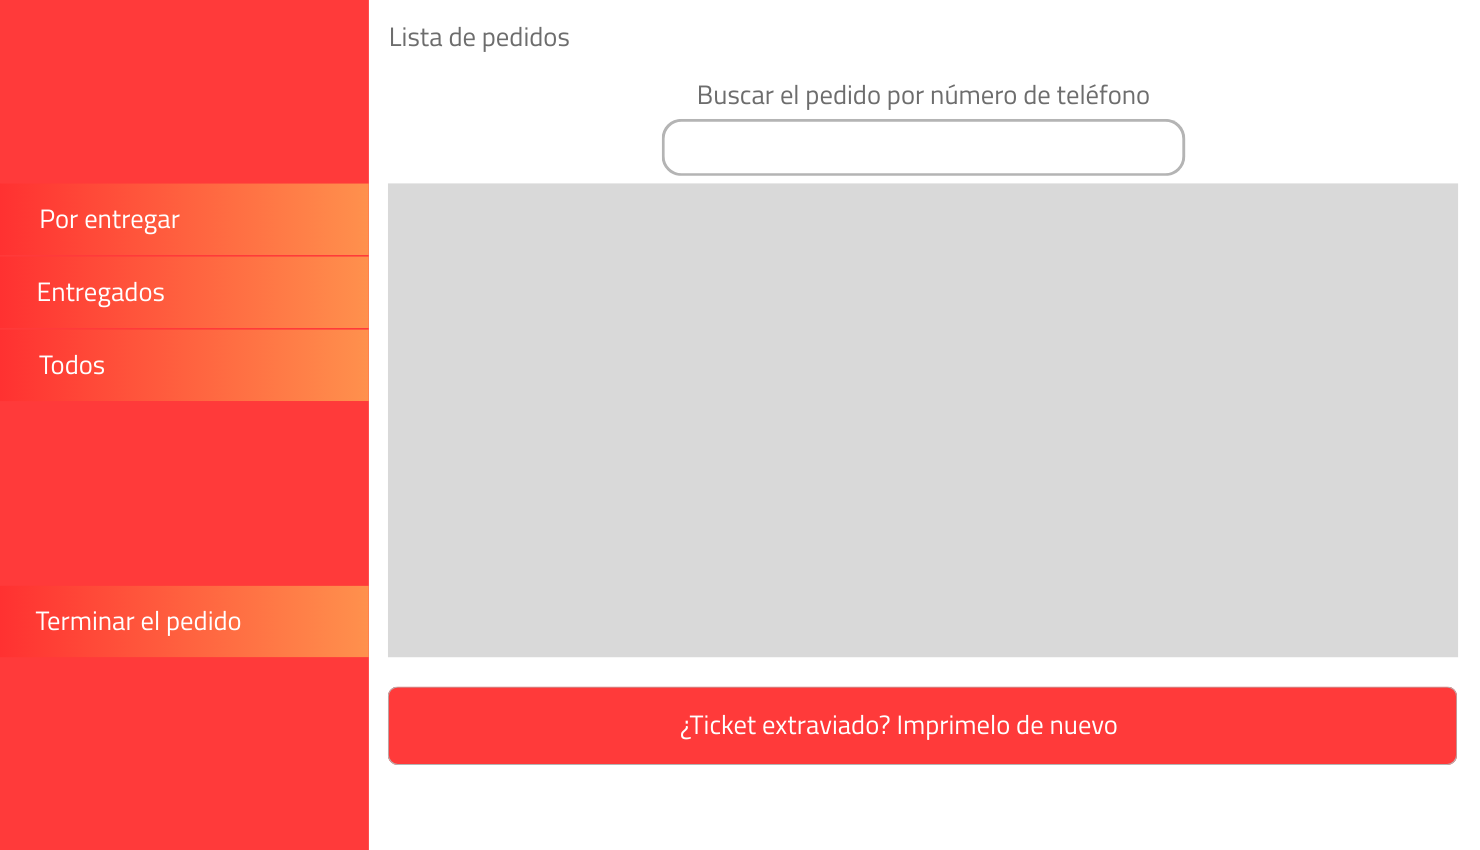 Lista de pedidos
Buscar el pedido por número de teléfono
Por entregar
Entregados
Todos
Terminar el pedido
¿Ticket extraviado? Imprimelo de nuevo